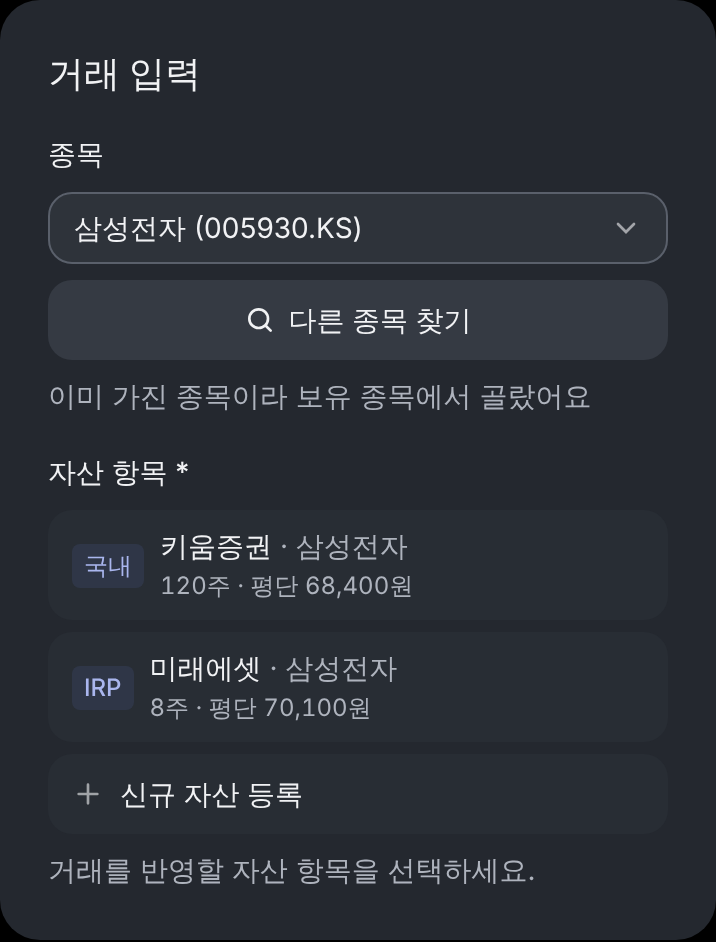 거래 입력
종목
삼성전자 (005930.KS)
다른 종목 찾기
이미 가진 종목이라 보유 종목에서 골랐어요
자산 항목 *
국내
키움증권 · 삼성전자
120주 · 평단 68,400원
IRP
미래에셋 · 삼성전자
8주 · 평단 70,100원
신규 자산 등록
거래를 반영할 자산 항목을 선택하세요.